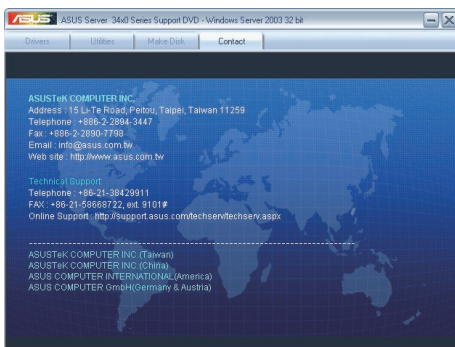 ASUS ASUS Server 34x0 Series Support DVD - Windows Server 2003 32 bit
Drivers Utilities Make Disk Contact
ASUSTeK COMPUTER INC.
Address : 15 Li-Te Road, Peitou, Taipei, Taiwan 11259
Telephone : +886-2-2894-3447
Fax : +886-2-2890-7798
Email : info@asus.com.tw
Web site : http://www.asus.com.tw
Technical Support
Telephone : +86-21-38429911
FAX : +86-21-58668722, ext. 9101#
Online Support : http://support.asus.com/techserv/techserv.aspx
ASUSTeK COMPUTER INC.(Taiwan)
ASUSTeK COMPUTER INC.(China)
ASUS COMPUTER INTERNATIONAL(America)
ASUS COMPUTER GmbH(Germany & Austria)